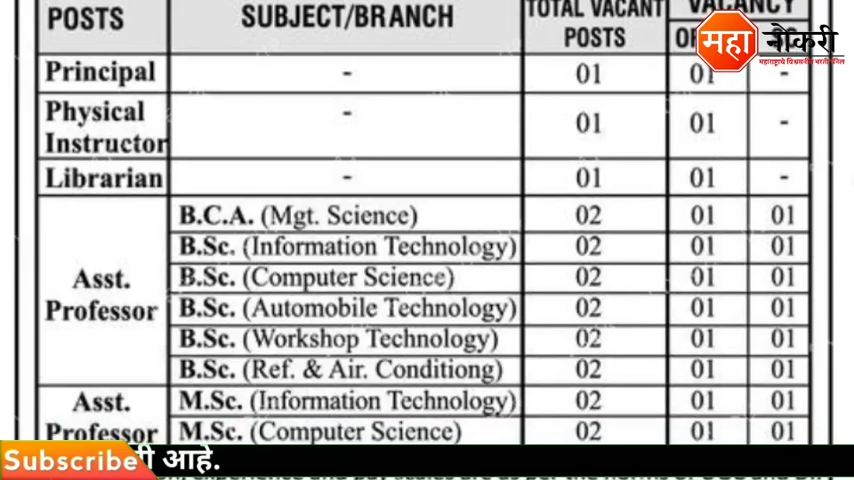 POSTS SUBJECT/BRANCH TOTAL VACANT POSTS VACANCY
महा नोकरी
Principal - 01 01 -
Physical Instructor - 01 01 -
Librarian - 01 01 -
Asst. Professor
B.C.A. (Mgt. Science) 02 01 01
B.Sc. (Information Technology) 02 01 01
B.Sc. (Computer Science) 02 01 01
B.Sc. (Automobile Technology) 02 01 01
B.Sc. (Workshop Technology) 02 01 01
B.Sc. (Ref. & Air. Conditiong) 02 01 01
Asst. Professor
M.Sc. (Information Technology) 02 01 01
M.Sc. (Computer Science) 02 01 01
Subscribe आहे.